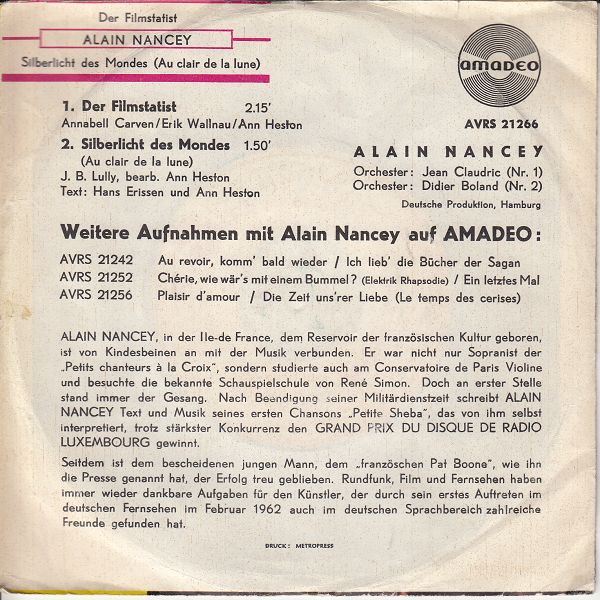 Der Filmstatist
ALAIN NANCEY
Silberlicht des Mondes (Au clair de la lune)
amadeo
AVRS 21266
1. Der Filmstatist 2.15'
Annabell Carven/Erik Wallnau/Ann Heston
2. Silberlicht des Mondes 1.50'
(Au clair de la lune)
J. B. Lully, bearb. Ann Heston
Text: Hans Erissen und Ann Heston
ALAIN NANCEY
Orchester: Jean Claudric (Nr. 1)
Orchester: Didier Boland (Nr. 2)
Deutsche Produktion, Hamburg
Weitere Aufnahmen mit Alain Nancey auf AMADEO:
AVRS 21242 Au revoir, komm' bald wieder / Ich lieb' die Bücher der Sagan
AVRS 21252 Chérie, wie wär's mit einem Bummel? (Elektrik Rhapsodie) / Ein letztes Mal
AVRS 21256 Plaisir d'amour / Die Zeit uns'rer Liebe (Le temps des cerises)
ALAIN NANCEY, in der Ile-de France, dem Reservoir der französischen Kultur geboren,
ist von Kindesbeinen an mit der Musik verbunden. Er war nicht nur Sopranist der
„Petits chanteurs à la Croix", sondern studierte auch am Conservatoire de Paris Violine
und besuchte die bekannte Schauspielschule von René Simon. Doch an erster Stelle
stand immer der Gesang. Nach Beendigung seiner Militärdienstzeit schreibt ALAIN
NANCEY Text und Musik seines ersten Chansons „Petite Sheba", das von ihm selbst
interpretiert, trotz stärkster Konkurrenz den GRAND PRIX DU DISQUE DE RADIO
LUXEMBOURG gewinnt.
Seitdem ist dem bescheidenen jungen Mann, dem „französchen Pat Boone", wie ihn
die Presse genannt hat, der Erfolg treu geblieben. Rundfunk, Film und Fernsehen haben
immer wieder dankbare Aufgaben für den Künstler, der durch sein erstes Auftreten im
deutschen Fernsehen im Februar 1962 auch im deutschen Sprachbereich zahlreiche
Freunde gefunden hat.
DRUCK: METROPRESS